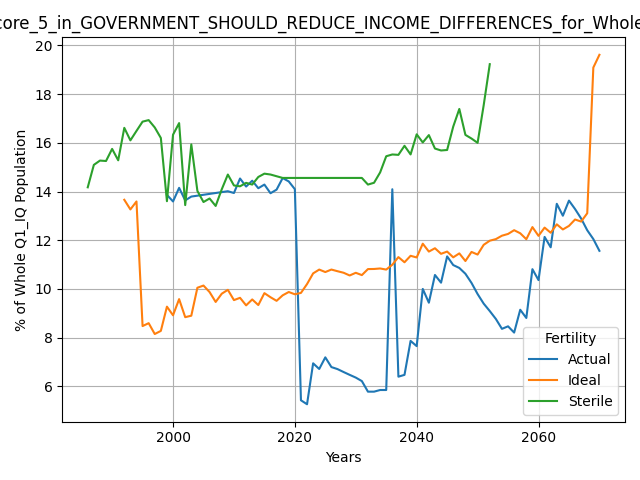 core_5_in_GOVERNMENT_SHOULD_REDUCE_INCOME_DIFFERENCES_for_Whole
20
18
16
14
12
10
8
6
% of Whole Q1_IQ Population
2000
2020
2040
2060
Years
Fertility
Actual
Ideal
Sterile